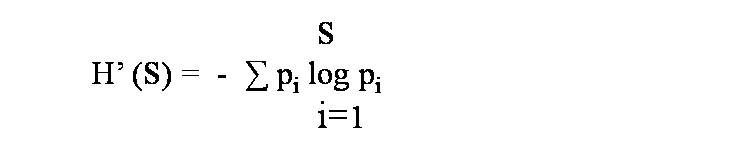 S
H’ (S) = - ∑ pi log pi
i=1